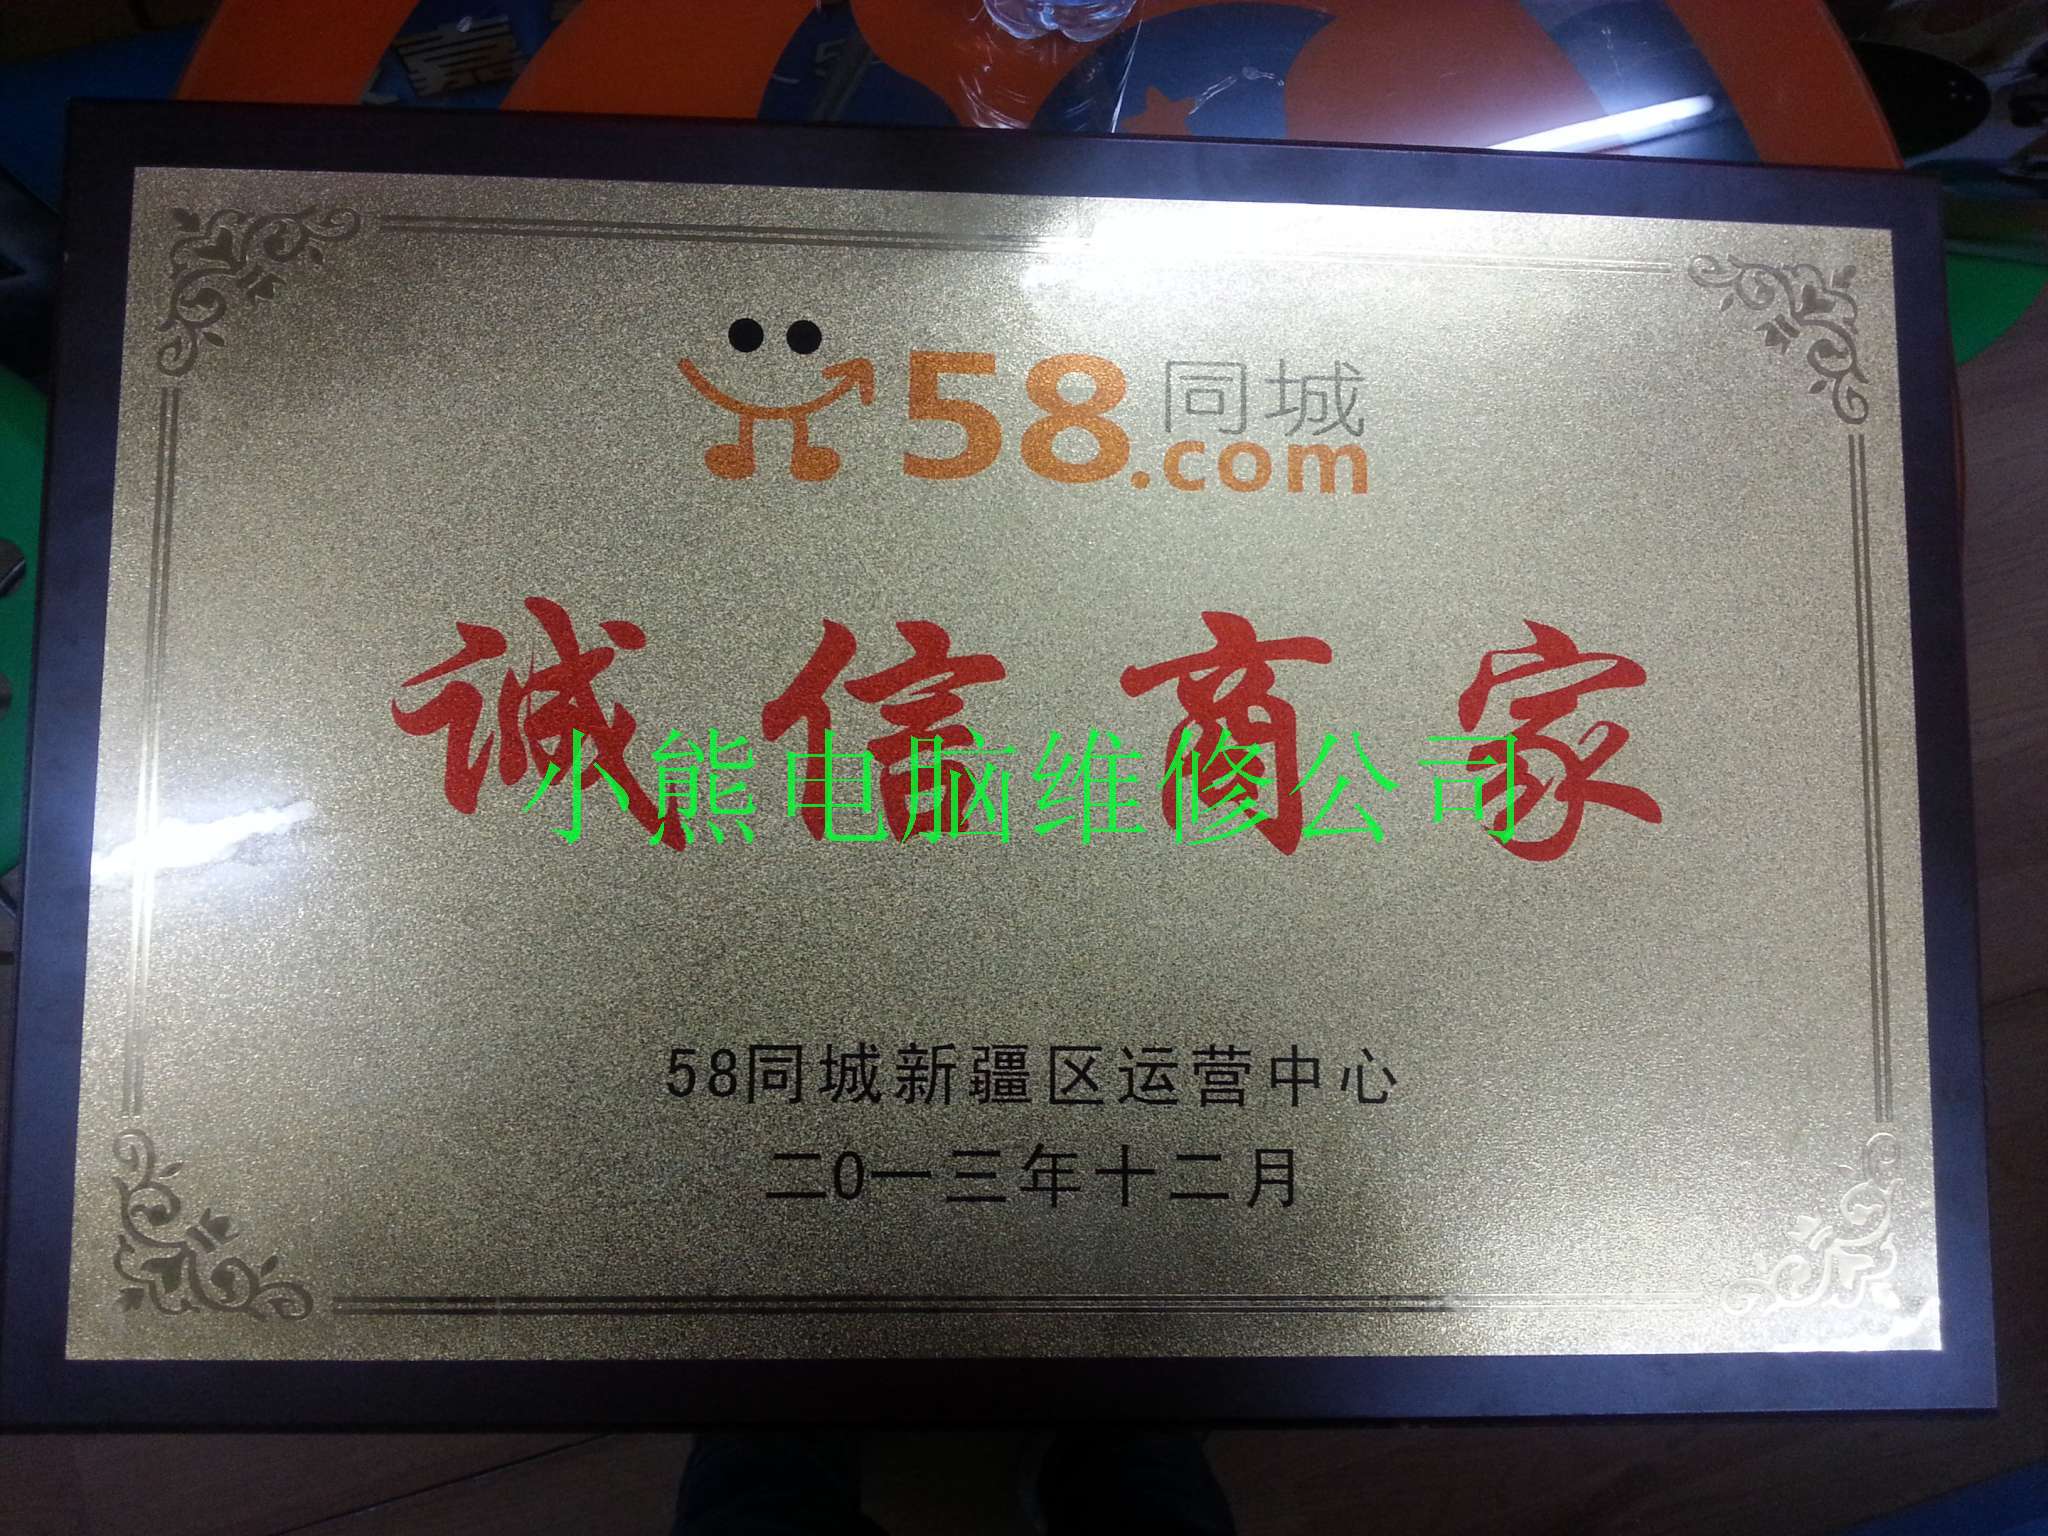 58同城
.com
诚信商家
小熊电脑维修公司
58同城新疆区运营中心
二0一三年十二月